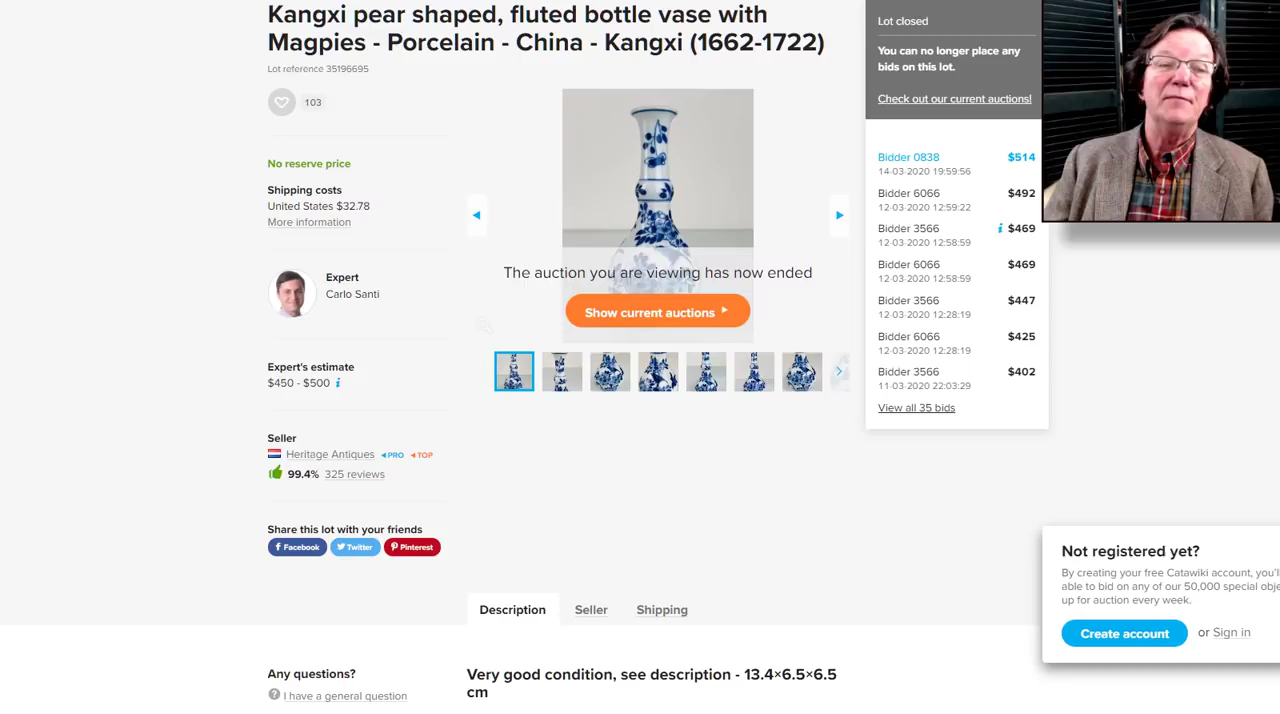 Kangxi pear shaped, fluted bottle vase with
Magpies - Porcelain - China - Kangxi (1662-1722)
Lot reference 35196695
103
No reserve price
Shipping costs
United States $32.78
More information
Expert
Carlo Santi
Expert's estimate
$450 - $500 i
Seller
Heritage Antiques PRO TOP
99.4% 325 reviews
Share this lot with your friends
Facebook Twitter Pinterest
The auction you are viewing has now ended
Show current auctions
Lot closed
You can no longer place any
bids on this lot.
Check out our current auctions!
Bidder 0838 $514
14-03-2020 19:59:56
Bidder 6066 $492
12-03-2020 12:59:22
Bidder 3566 i $469
12-03-2020 12:58:59
Bidder 6066 $469
12-03-2020 12:58:59
Bidder 3566 $447
12-03-2020 12:28:19
Bidder 6066 $425
12-03-2020 12:28:19
Bidder 3566 $402
11-03-2020 22:03:29
View all 35 bids
Not registered yet?
By creating your free Catawiki account, you'll
able to bid on any of our 50,000 special obje
up for auction every week.
Create account or Sign in
Description Seller Shipping
Any questions?
? I have a general question
Very good condition, see description - 13.4×6.5×6.5
cm